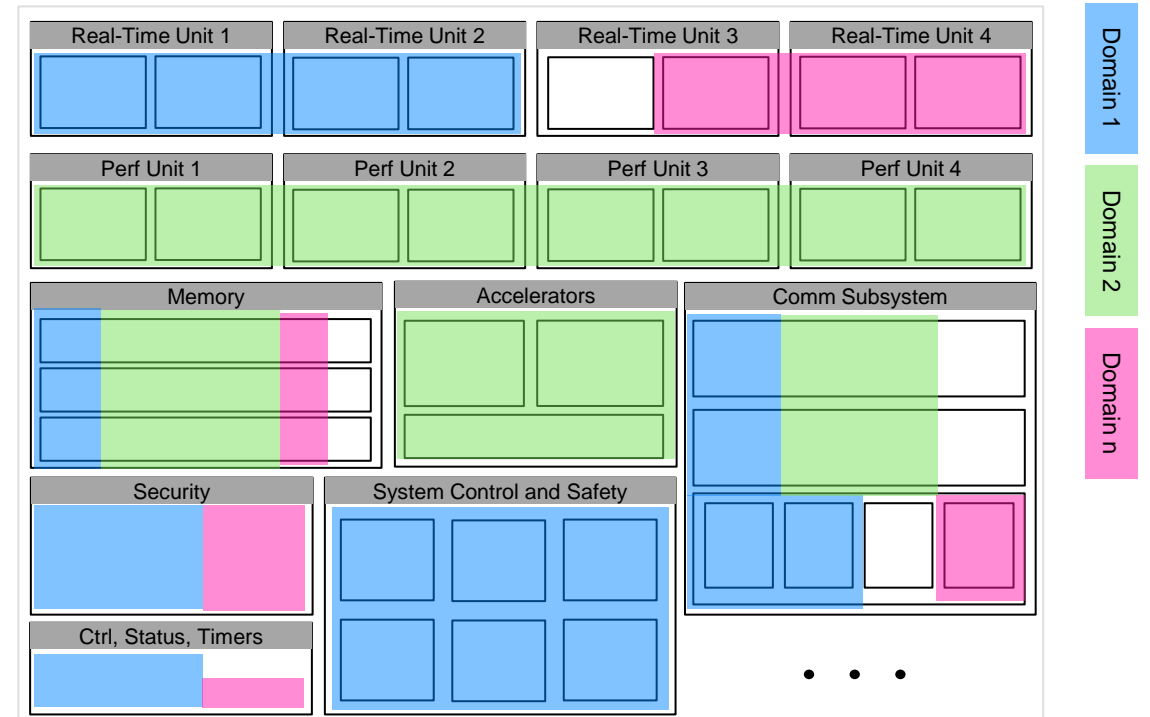 Real-Time Unit 1
Real-Time Unit 2
Real-Time Unit 3
Real-Time Unit 4
Perf Unit 1
Perf Unit 2
Perf Unit 3
Perf Unit 4
Memory
Accelerators
Comm Subsystem
Security
System Control and Safety
Ctrl, Status, Timers
Domain 1
Domain 2
Domain n